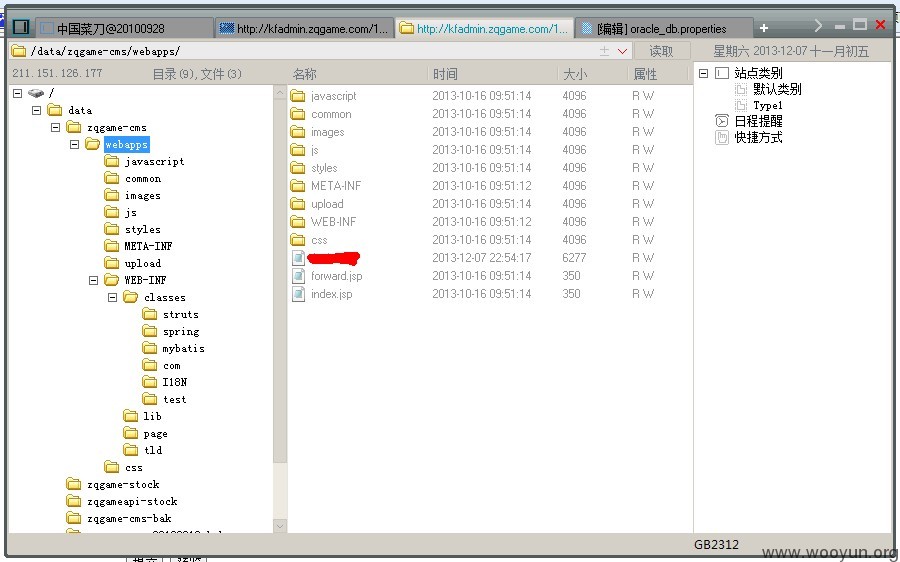 中国菜刀@20100928
http://kfadmin.zqgame.com/1...
http://kfadmin.zqgame.com/1...
[编辑] oracle_db.properties
/data/zqgame-cms/webapps/
读取
星期六 2013-12-07 十一月初五
211.151.126.177 目录(9),文件(3)
/
data
zqgame-cms
webapps
javascript
common
images
js
styles
META-INF
upload
WEB-INF
classes
struts
spring
mybatis
com
I18N
test
lib
page
tld
css
zqgame-stock
zqgameapi-stock
zqgame-cms-bak
名称 时间 大小 属性
javascript 2013-10-16 09:51:14 4096 R W
common 2013-10-16 09:51:14 4096 R W
images 2013-10-16 09:51:14 4096 R W
js 2013-10-16 09:51:14 4096 R W
styles 2013-10-16 09:51:14 4096 R W
META-INF 2013-10-16 09:51:12 4096 R W
upload 2013-10-16 09:51:14 4096 R W
WEB-INF 2013-10-16 09:51:12 4096 R W
css 2013-10-16 09:51:14 4096 R W
2013-12-07 22:54:17 6277 R W
forward.jsp 2013-10-16 09:51:14 350 R W
index.jsp 2013-10-16 09:51:14 350 R W
站点类别
默认类别
Type1
日程提醒
快捷方式
GB2312
www.wooyun.org